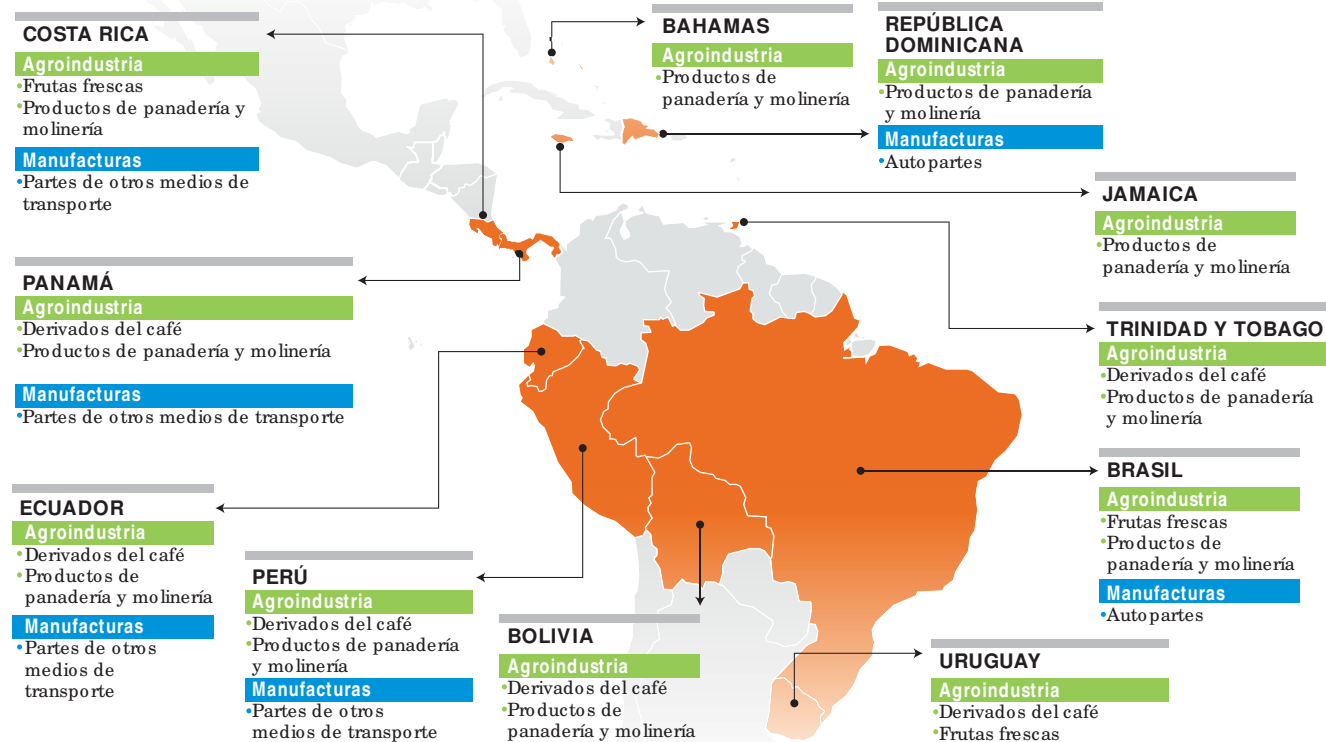 COSTA RICA
Agroindustria
•Frutas frescas
•Productos de panadería y
molinería
Manufacturas
•Partes de otros medios de
transporte
BAHAMAS
Agroindustria
•Productos de
panadería y molinería
REPÚBLICA
DOMINICANA
Agroindustria
•Productos de panadería
y molinería
Manufacturas
•Autopartes
JAMAICA
Agroindustria
•Productos de
panadería y molinería
PANAMÁ
Agroindustria
•Derivados del café
•Productos de panadería y molinería
Manufacturas
•Partes de otros medios de transporte
TRINIDAD Y TOBAGO
Agroindustria
•Derivados del café
•Productos de panadería
y molinería
BRASIL
Agroindustria
•Frutas frescas
•Productos de
panadería y molinería
Manufacturas
•Autopartes
ECUADOR
Agroindustria
•Derivados del café
•Productos de
panadería y molinería
Manufacturas
•Partes de otros
medios de
transporte
PERÚ
Agroindustria
•Derivados del café
•Productos de panadería
y molinería
Manufacturas
•Partes de otros
medios de transporte
BOLIVIA
Agroindustria
•Derivados del café
•Productos de
panadería y molinería
URUGUAY
Agroindustria
•Derivados del café
•Frutas frescas